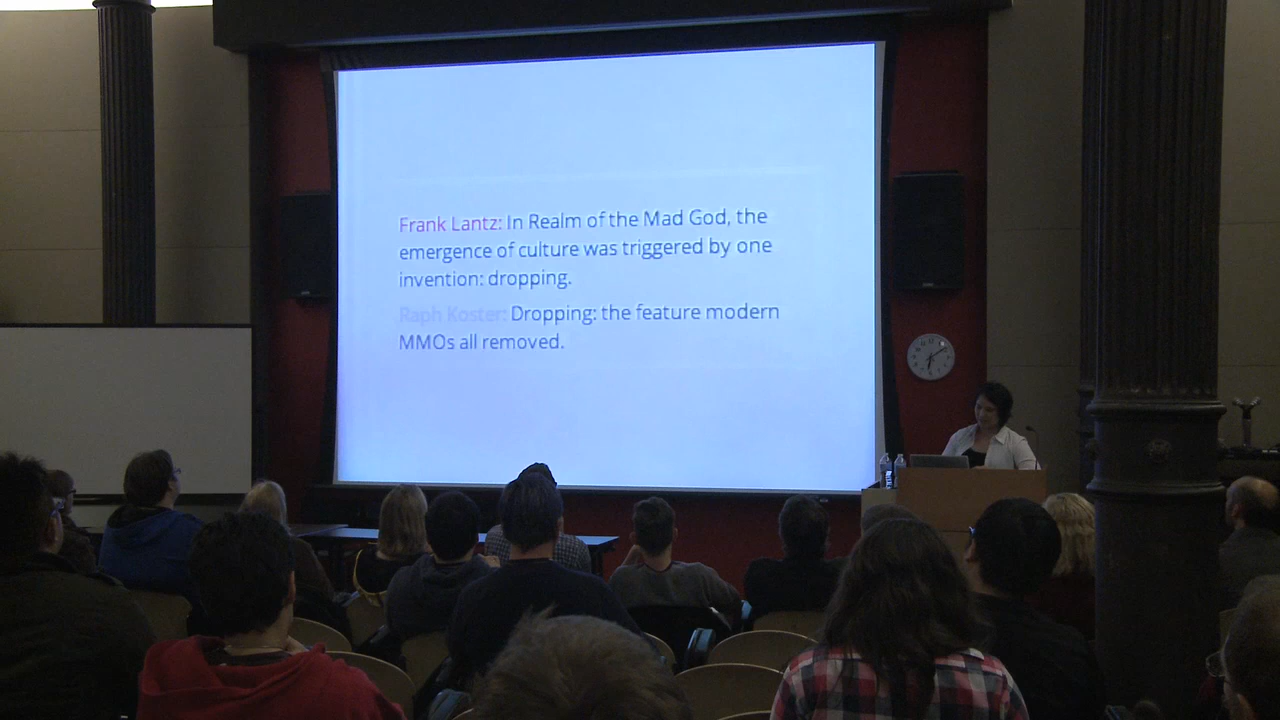 Frank Lantz: In Realm of the Mad God, the
emergence of culture was triggered by one
invention: dropping.
Raph Koster: Dropping: the feature modern
MMOs all removed.